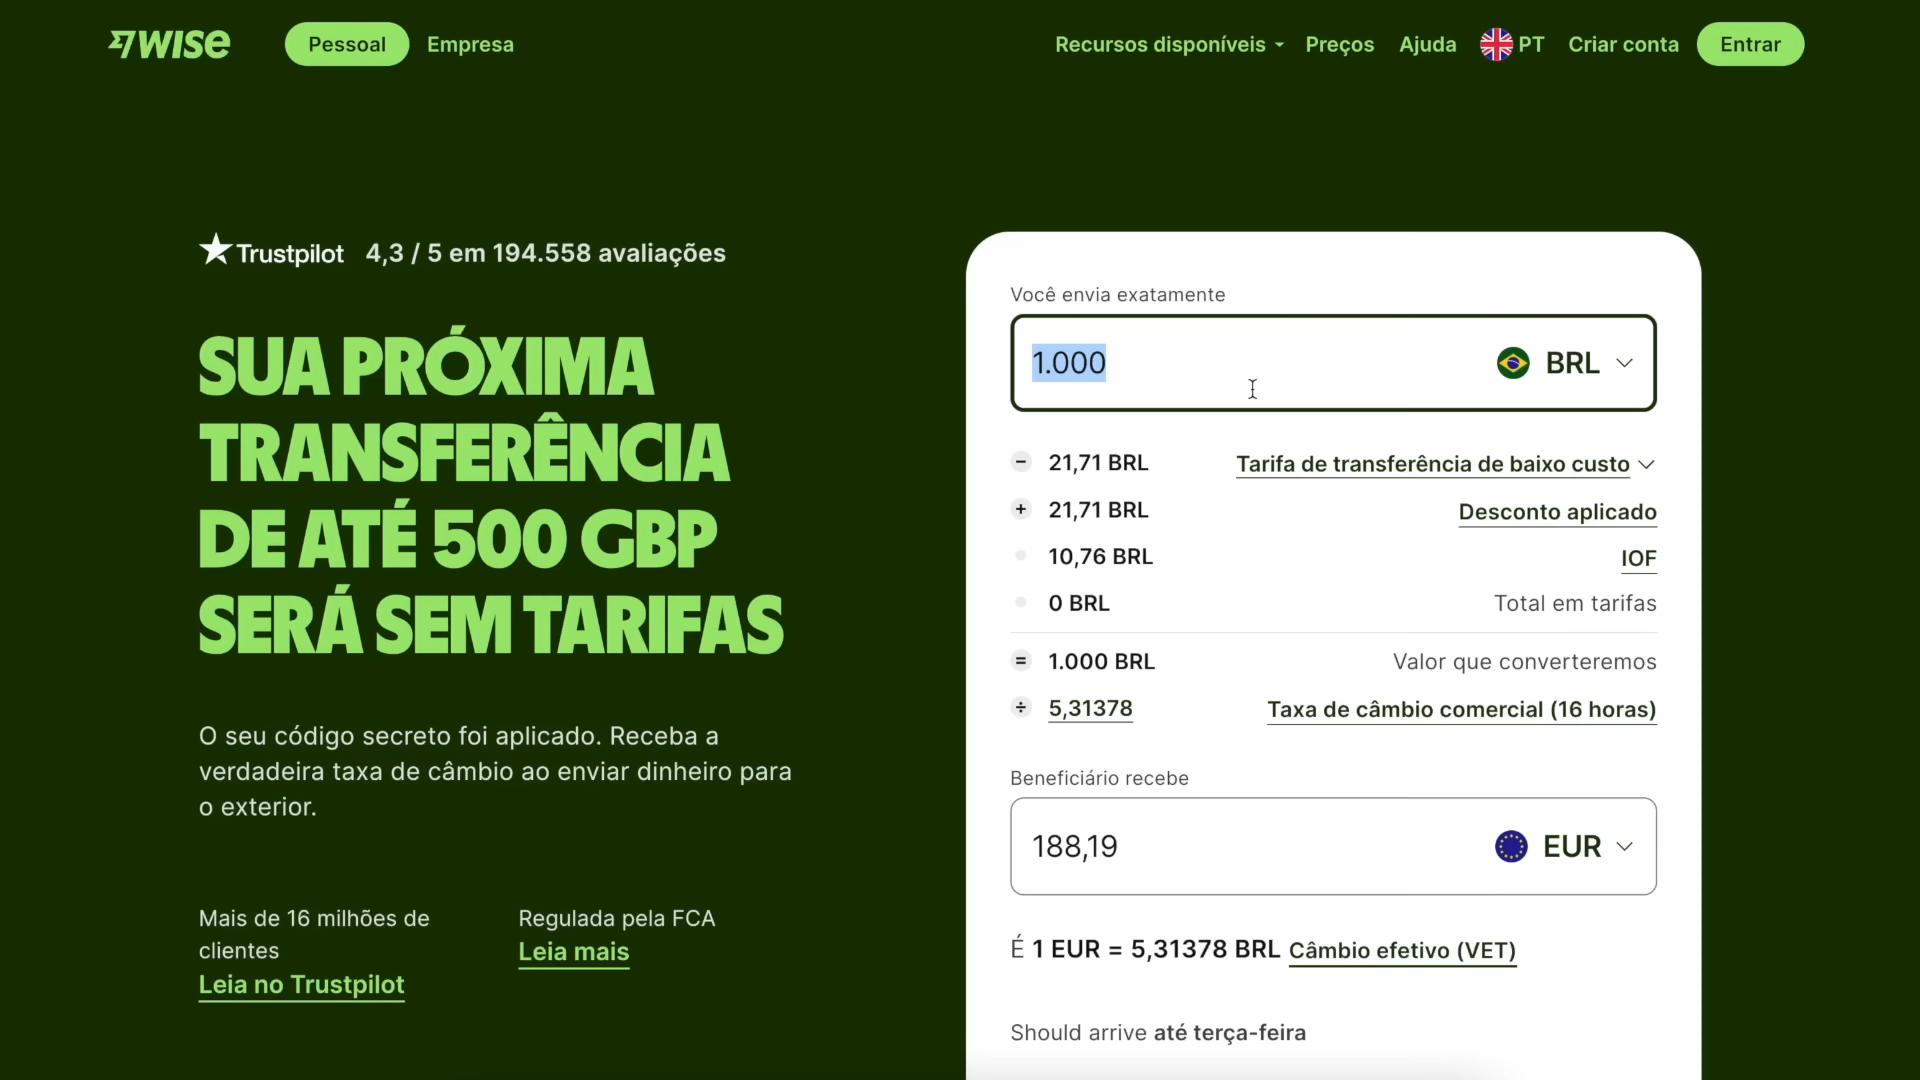 WISE
Pessoal
Empresa
Recursos disponíveis
Preços
Ajuda
PT
Criar conta
Entrar
Trustpilot 4,3 / 5 em 194.558 avaliações
SUA PRÓXIMA
TRANSFERÊNCIA
DE ATÉ 500 GBP
SERÁ SEM TARIFAS
O seu código secreto foi aplicado. Receba a
verdadeira taxa de câmbio ao enviar dinheiro para
o exterior.
Mais de 16 milhões de
clientes
Leia no Trustpilot
Regulada pela FCA
Leia mais
Você envia exatamente
1.000 BRL
− 21,71 BRL Tarifa de transferência de baixo custo
+ 21,71 BRL Desconto aplicado
10,76 BRL IOF
0 BRL Total em tarifas
= 1.000 BRL Valor que converteremos
÷ 5,31378 Taxa de câmbio comercial (16 horas)
Beneficiário recebe
188,19 EUR
É 1 EUR = 5,31378 BRL Câmbio efetivo (VET)
Should arrive até terça-feira